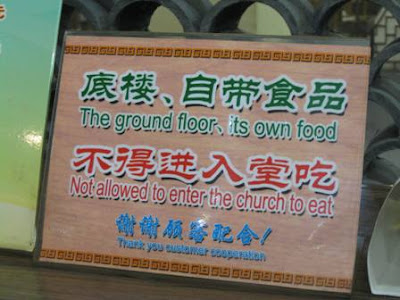 底楼、自带食品
The ground floor、its own food
不得进入堂吃
Not allowed to enter the church to eat
谢谢顾客配合!
Thank you customer cooperation